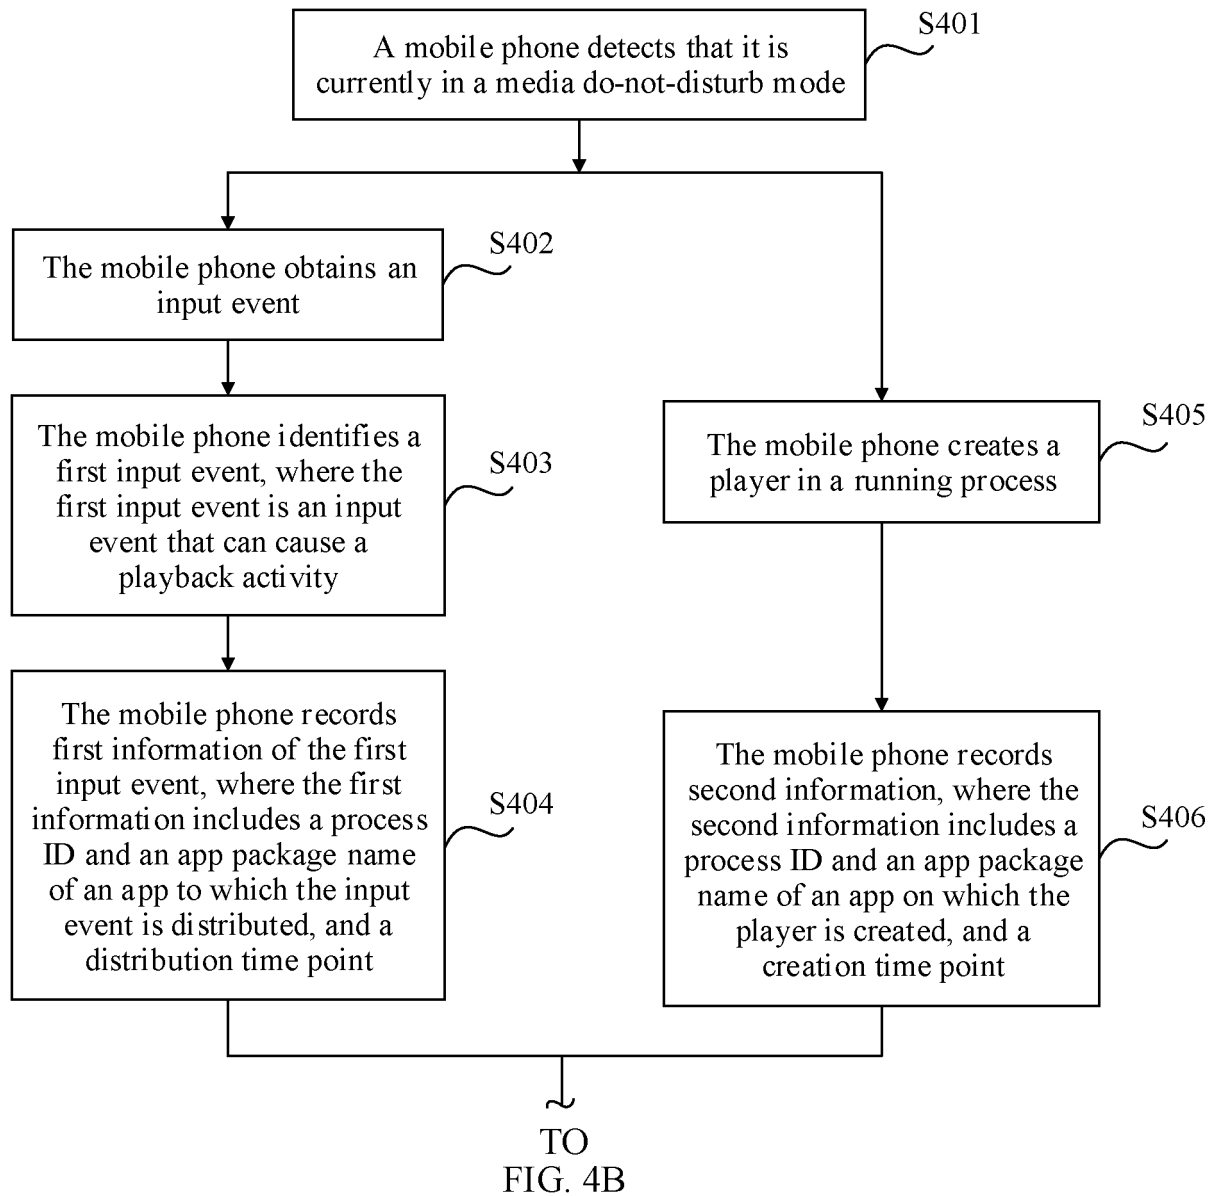 A mobile phone detects that it is
currently in a media do-not-disturb mode
S401
The mobile phone obtains an
input event
S402
The mobile phone identifies a
first input event, where the
first input event is an input
event that can cause a
playback activity
S403
The mobile phone records
first information of the first
input event, where the first
information includes a process
ID and an app package name
of an app to which the input
event is distributed, and a
distribution time point
S404
The mobile phone creates a
player in a running process
S405
The mobile phone records
second information, where the
second information includes a
process ID and an app package
name of an app on which the
player is created, and a
creation time point
S406
TO
FIG. 4B